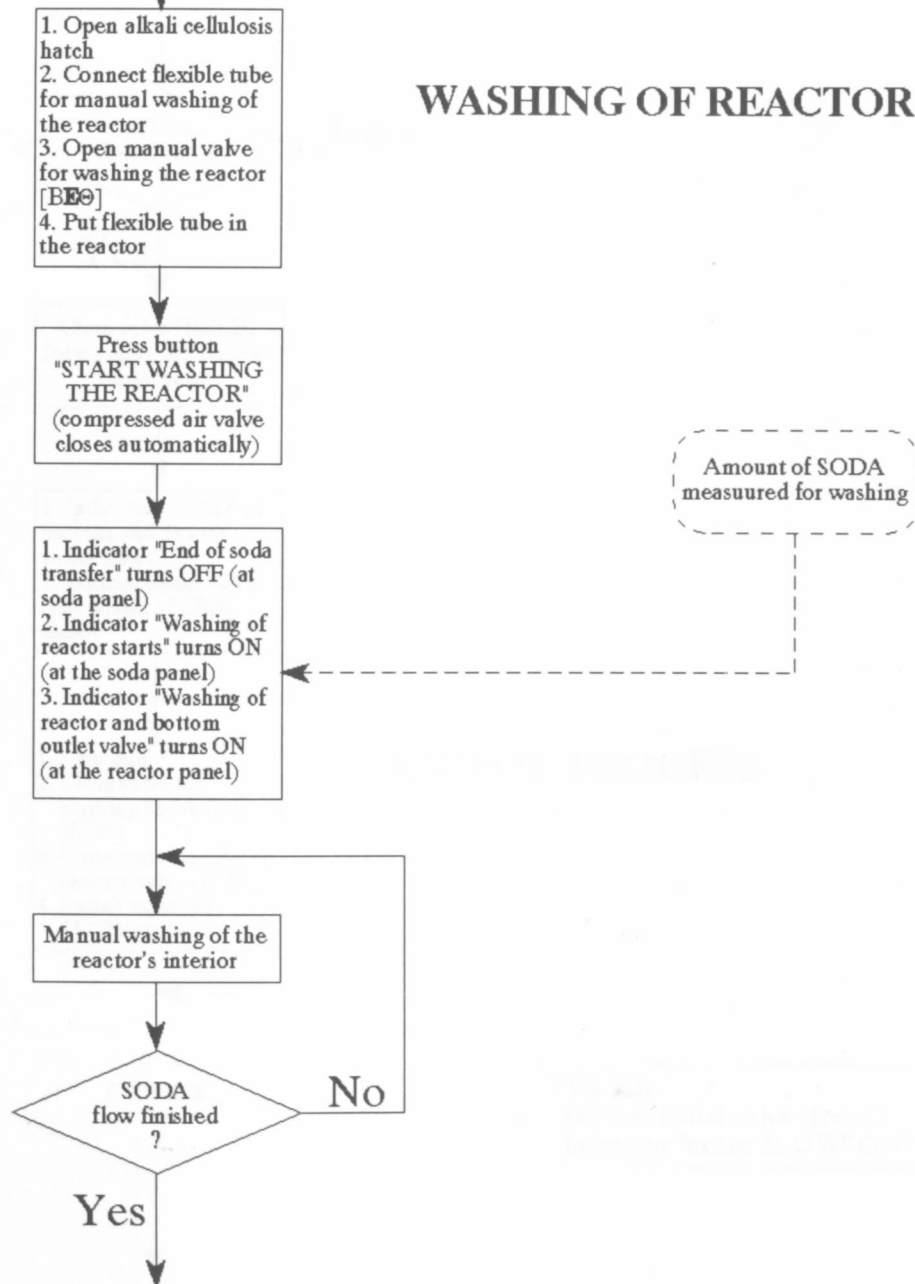 WASHING OF REACTOR
1. Open alkali cellulosis
hatch
2. Connect flexible tube
for manual washing of
the reactor
3. Open manual valve
for washing the reactor
[ΒΕΘ]
4. Put flexible tube in
the reactor
Press button
"START WASHING
THE REACTOR"
(compressed air valve
closes automatically)
Amount of SODA
measuured for washing
1. Indicator "End of soda
transfer" turns OFF (at
soda panel)
2. Indicator "Washing of
reactor starts" turns ON
(at the soda panel)
3. Indicator "Washing of
reactor and bottom
outlet valve" turns ON
(at the reactor panel)
Manual washing of the
reactor's interior
SODA
flow finished
?
No
Yes